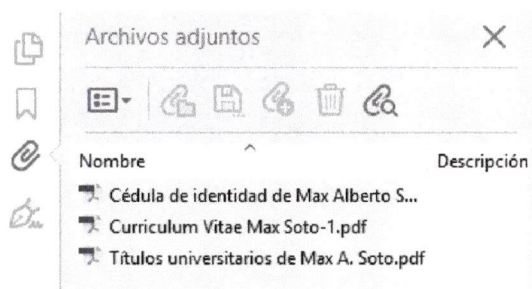 Archivos adjuntos
Nombre Descripción
Cédula de identidad de Max Alberto S...
Curriculum Vitae Max Soto-1.pdf
Títulos universitarios de Max A. Soto.pdf